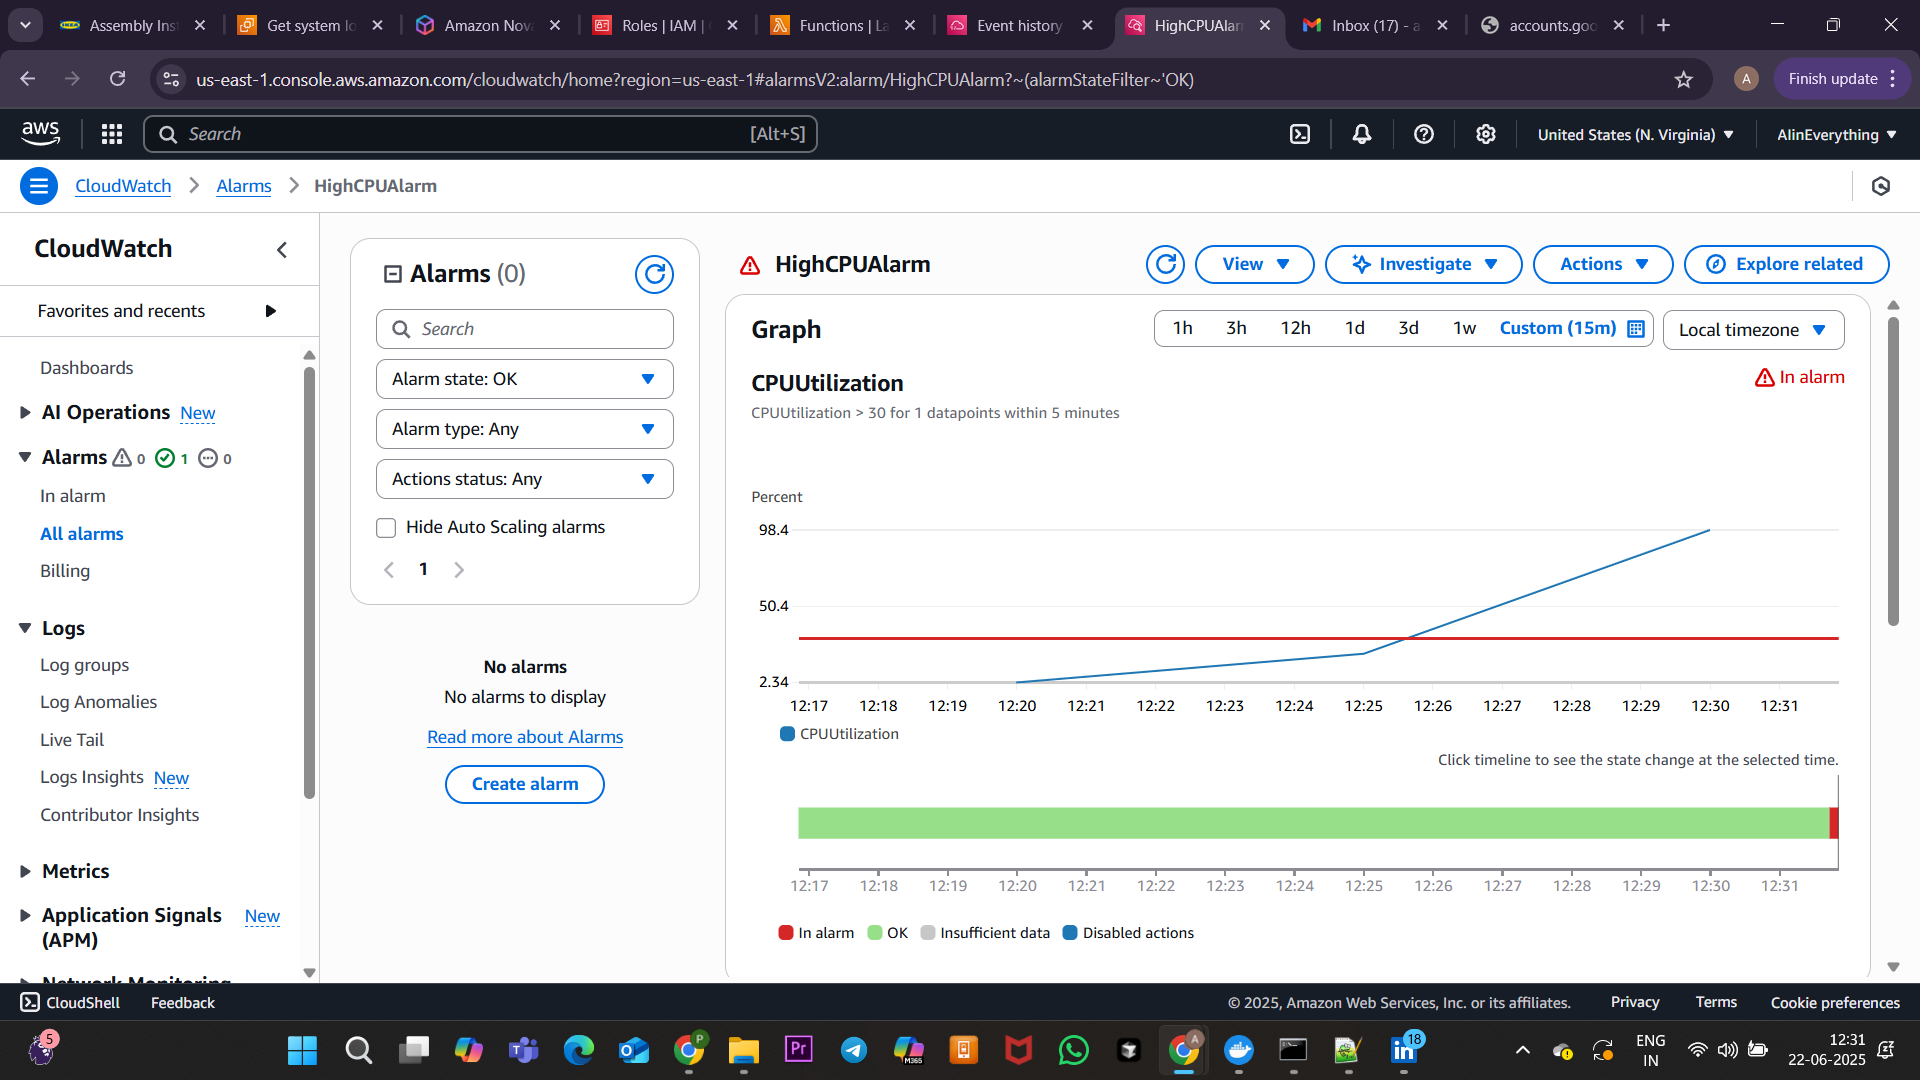 Assembly Ins
Get system lo
Amazon Nova
Roles | IAM |
Functions | La
Event history
HighCPUAlarm
Inbox (17) - a
accounts.goo
us-east-1.console.aws.amazon.com/cloudwatch/home?region=us-east-1#alarmsV2:alarm/HighCPUAlarm?~(alarmStateFilter~'OK)
A
Finish update
aws
Search
[Alt+S]
United States (N. Virginia)
AlinEverything
CloudWatch
Alarms
HighCPUAlarm
CloudWatch
Favorites and recents
Dashboards
AI Operations New
Alarms 0 1 0
In alarm
All alarms
Billing
Logs
Log groups
Log Anomalies
Live Tail
Logs Insights New
Contributor Insights
Metrics
Application Signals New
(APM)
Network Monitoring
Alarms (0)
Search
Alarm state: OK
Alarm type: Any
Actions status: Any
Hide Auto Scaling alarms
1
No alarms
No alarms to display
Read more about Alarms
Create alarm
HighCPUAlarm
View
Investigate
Actions
Explore related
Graph
1h 3h 12h 1d 3d 1w Custom (15m)
Local timezone
CPUUtilization
In alarm
CPUUtilization > 30 for 1 datapoints within 5 minutes
Percent
98.4
50.4
2.34
12:17 12:18 12:19 12:20 12:21 12:22 12:23 12:24 12:25 12:26 12:27 12:28 12:29 12:30 12:31
CPUUtilization
Click timeline to see the state change at the selected time.
12:17 12:18 12:19 12:20 12:21 12:22 12:23 12:24 12:25 12:26 12:27 12:28 12:29 12:30 12:31
In alarm OK Insufficient data Disabled actions
CloudShell Feedback
© 2025, Amazon Web Services, Inc. or its affiliates. Privacy Terms Cookie preferences
5
P
Pr
M365
A
18
ENG
IN
12:31
22-06-2025